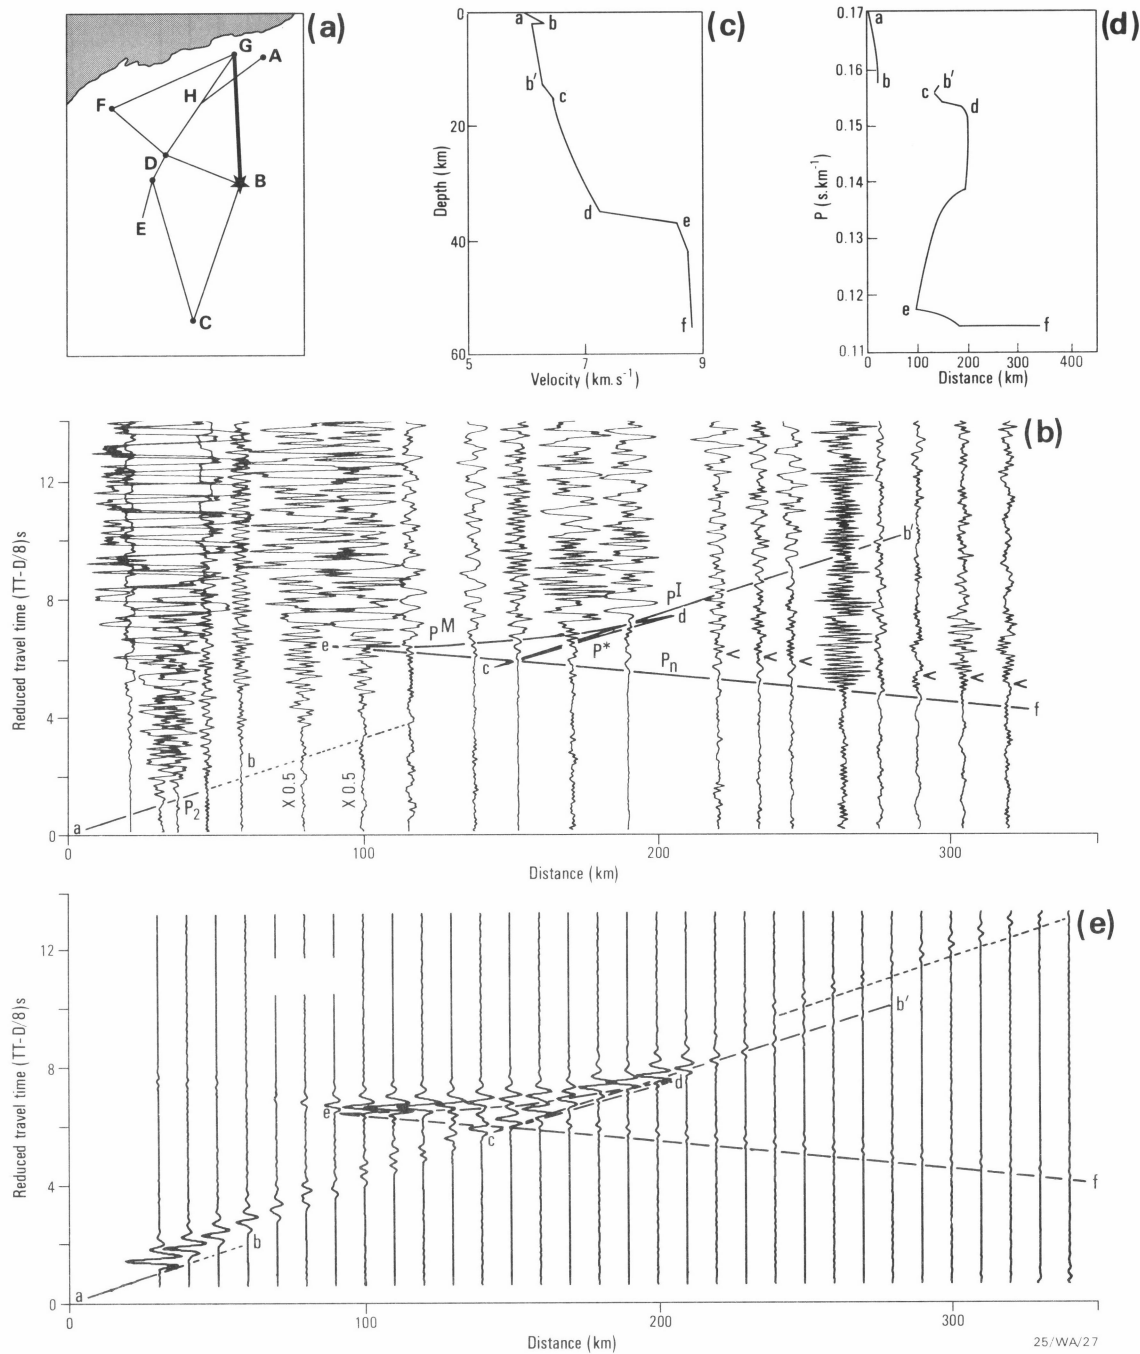 (a)
G
A
H
F
D
B
E
C
(c)
0
20
40
60
Depth (km)
a
b
b'
c
d
e
f
5
7
9
Velocity (km.s⁻¹)
(d)
0.17
0.16
0.15
0.14
0.13
0.12
0.11
P (s.km⁻¹)
a
b
b'
c
d
e
f
0
100
200
300
400
Distance (km)
(b)
12
8
4
0
Reduced travel time (TT-D/8)s
b'
Pᴵ
d
Pᴹ
e
P*
c
Pn
f
b
X 0.5
X 0.5
P₂
a
0
100
200
300
Distance (km)
(e)
12
8
4
0
Reduced travel time (TT-D/8)s
b'
d
e
c
f
b
a
0
100
200
300
Distance (km)
25/WA/27